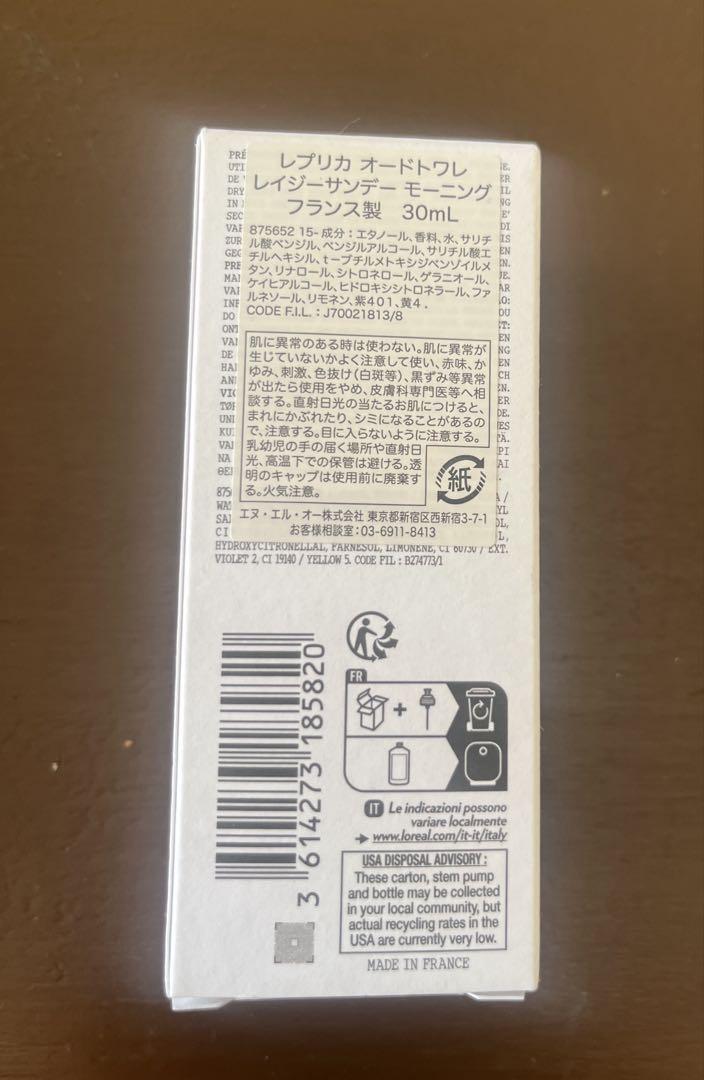 レプリカ オードトワレ
レイジーサンデー モーニング
フランス製 30mL
875652 15- 成分：エタノール、香料、水、サリチ
ル酸ベンジル、ベンジルアルコール、サリチル酸エ
チルヘキシル、t-ブチルメトキシジベンゾイルメ
タン、リナロール、シトロネロール、ゲラニオール、
ケイヒアルコール、ヒドロキシシトロネラール、ファ
ルネソール、リモネン、紫401、黄4．
CODE F.I.L. : J70021813/8
肌に異常のある時は使わない。肌に異常が
生じていないかよく注意して使い、赤味、か
ゆみ、刺激、色抜け(白斑等)、黒ずみ等異常
が出たら使用をやめ、皮膚科専門医等へ相
談する。直射日光の当たるお肌につけると、
まれにかぶれたり、シミになることがあるの
で、注意する。目に入らないように注意する。
乳幼児の手の届く場所や直射日
光、高温下での保管は避ける。透
明のキャップは使用前に廃棄す
る。火気注意。
紙
エヌ・エル・オー株式会社 東京都新宿区西新宿3-7-1
お客様相談室：03-6911-8413
HYDROXYCITRONELLAL, FARNESOL, LIMONENE, CI 60730 / EXT.
VIOLET 2, CI 19140 / YELLOW 5. CODE FIL : B274773/1
3 614273 185820
FR
IT Le indicazioni possono
variare localmente
www.loreal.com/it-it/italy
USA DISPOSAL ADVISORY :
These carton, stem pump
and bottle may be collected
in your local community, but
actual recycling rates in the
USA are currently very low.
MADE IN FRANCE